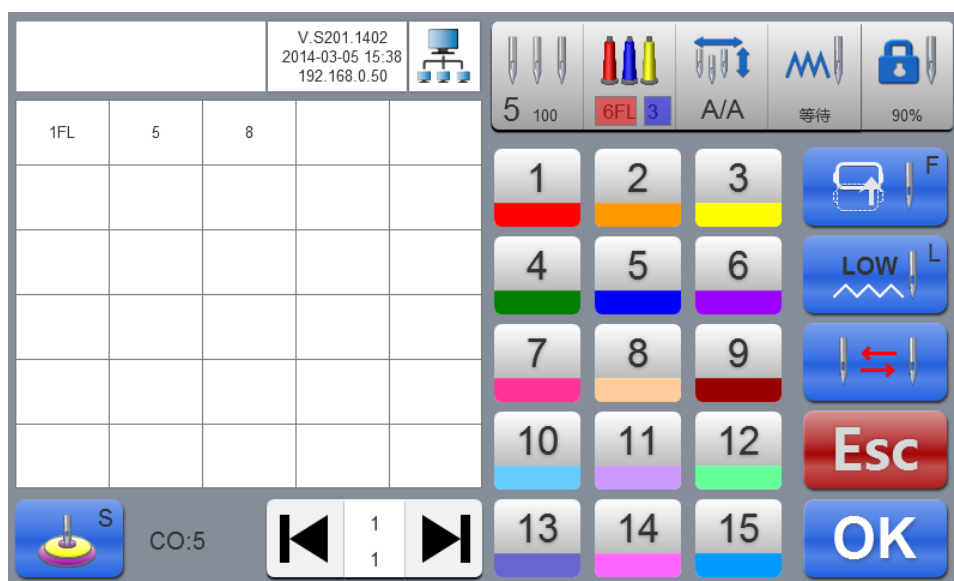 V.S201.1402
2014-03-05 15:38
192.168.0.50
5 100
6FL 3
A/A
等待
90%
1FL 5 8
1 2 3
F
4 5 6
LOW L
7 8 9
10 11 12
Esc
S
CO:5
1
1
13 14 15
OK